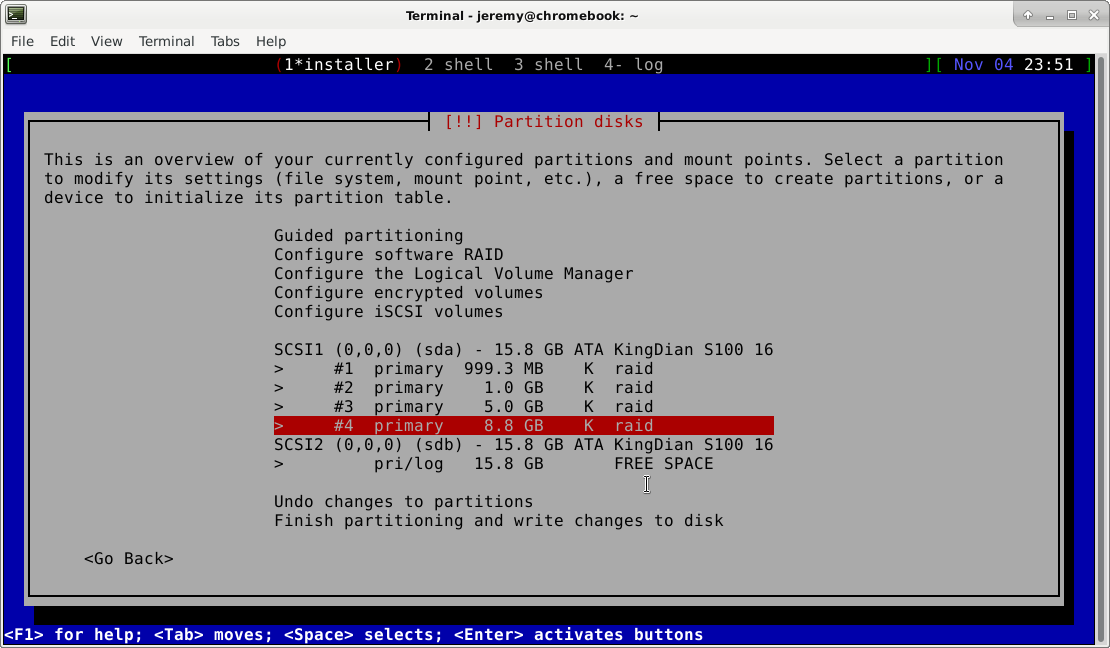 Terminal - jeremy@chromebook: ~
File Edit View Terminal Tabs Help
[ (1*installer) 2 shell 3 shell 4- log ][ Nov 04 23:51 ]
[!!] Partition disks
This is an overview of your currently configured partitions and mount points. Select a partition
to modify its settings (file system, mount point, etc.), a free space to create partitions, or a
device to initialize its partition table.
Guided partitioning
Configure software RAID
Configure the Logical Volume Manager
Configure encrypted volumes
Configure iSCSI volumes
SCSI1 (0,0,0) (sda) - 15.8 GB ATA KingDian S100 16
> #1 primary 999.3 MB K raid
> #2 primary 1.0 GB K raid
> #3 primary 5.0 GB K raid
> #4 primary 8.8 GB K raid
SCSI2 (0,0,0) (sdb) - 15.8 GB ATA KingDian S100 16
> pri/log 15.8 GB FREE SPACE
Undo changes to partitions
Finish partitioning and write changes to disk
<Go Back>
<F1> for help; <Tab> moves; <Space> selects; <Enter> activates buttons